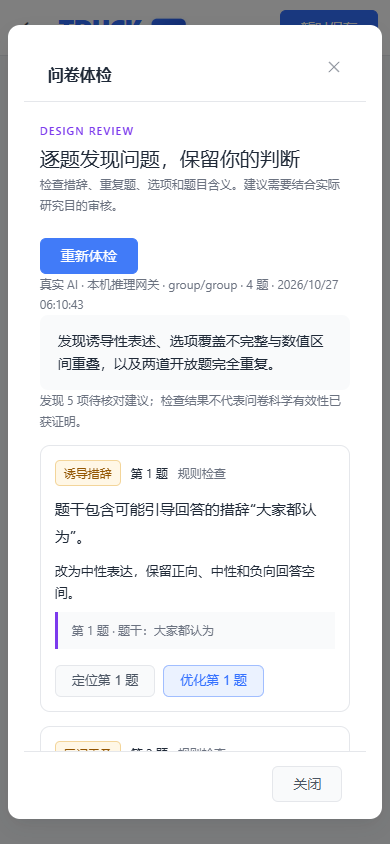 问卷体检
DESIGN REVIEW
逐题发现问题，保留你的判断
检查措辞、重复题、选项和题目含义。建议需要结合实际
研究目的审核。
重新体检
真实 AI · 本机推理网关 · group/group · 4 题 · 2026/10/27
06:10:43
发现诱导性表述、选项覆盖不完整与数值区
间重叠，以及两道开放题完全重复。
发现 5 项待核对建议；检查结果不代表问卷科学有效性已
获证明。
诱导措辞 第 1 题 规则检查
题干包含可能引导回答的措辞“大家都认
为”。
改为中性表达，保留正向、中性和负向回答空
间。
第 1 题 · 题干：大家都认为
定位第 1 题 优化第 1 题
关闭